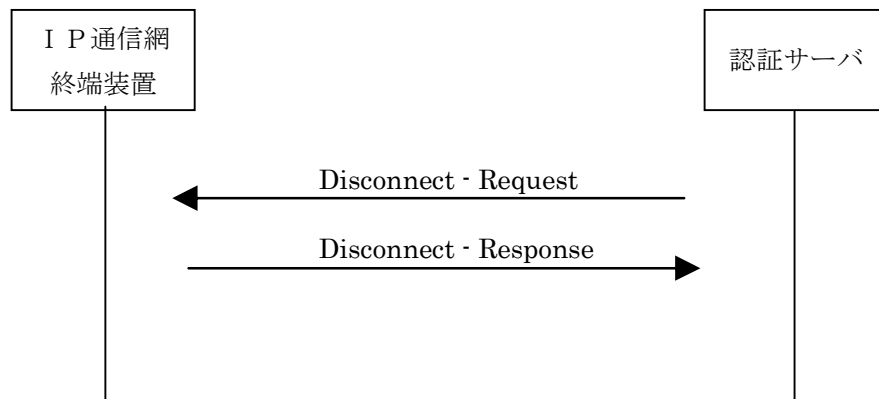 ＩＰ通信網
終端装置
認証サーバ
Disconnect - Request
Disconnect - Response